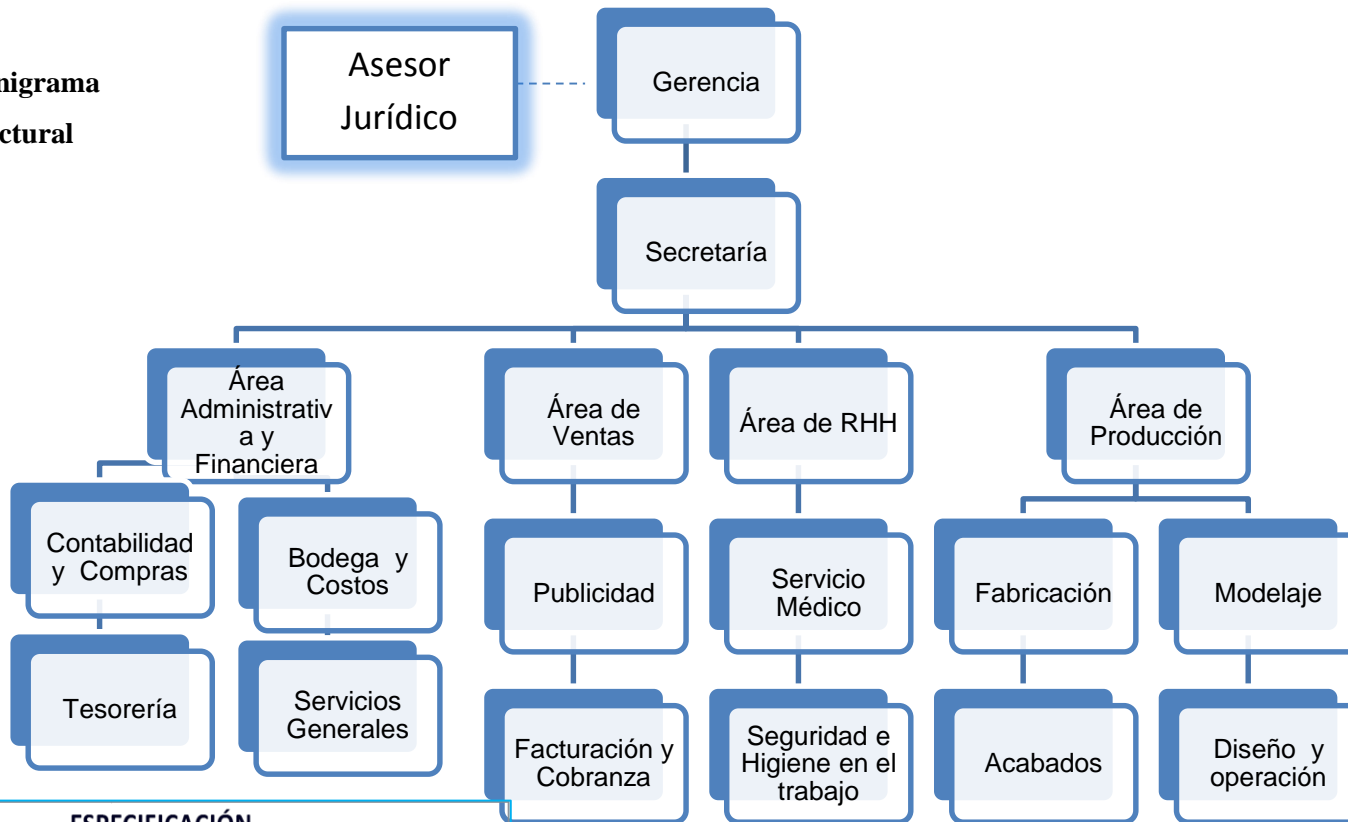 nigrama
ctural
Asesor
Jurídico
Gerencia
Secretaría
Área
Administrativ
a y
Financiera
Área de
Ventas
Área de RHH
Área de
Producción
Contabilidad
y Compras
Bodega y
Costos
Publicidad
Servicio
Médico
Fabricación
Modelaje
Tesorería
Servicios
Generales
Facturación y
Cobranza
Seguridad e
Higiene en el
trabajo
Acabados
Diseño y
operación
ESPECIFICACIÓN